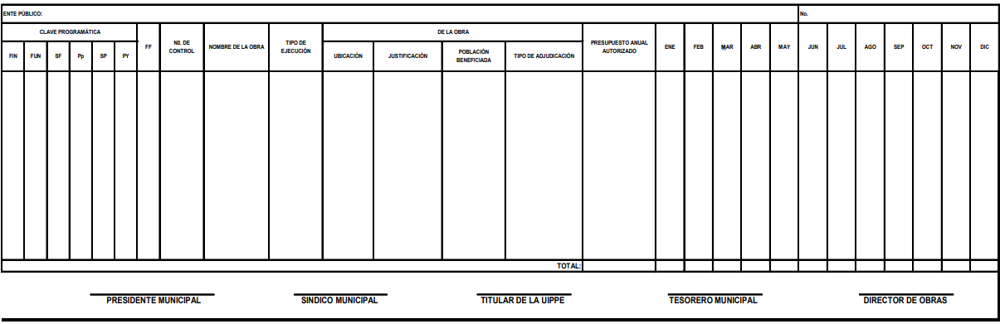 ENTE PÚBLICO: No.
CLAVE PROGRAMÁTICA DE LA OBRA
FIN FUN SF Pp SP PY FF N0. DE CONTROL NOMBRE DE LA OBRA TIPO DE EJECUCIÓN UBICACIÓN JUSTIFICACIÓN POBLACIÓN BENEFICIADA TIPO DE ADJUDICACIÓN PRESUPUESTO ANUAL AUTORIZADO ENE FEB MAR ABR MAY JUN JUL AGO SEP OCT NOV DIC
TOTAL:
PRESIDENTE MUNICIPAL SINDICO MUNICIPAL TITULAR DE LA UIPPE TESORERO MUNICIPAL DIRECTOR DE OBRAS